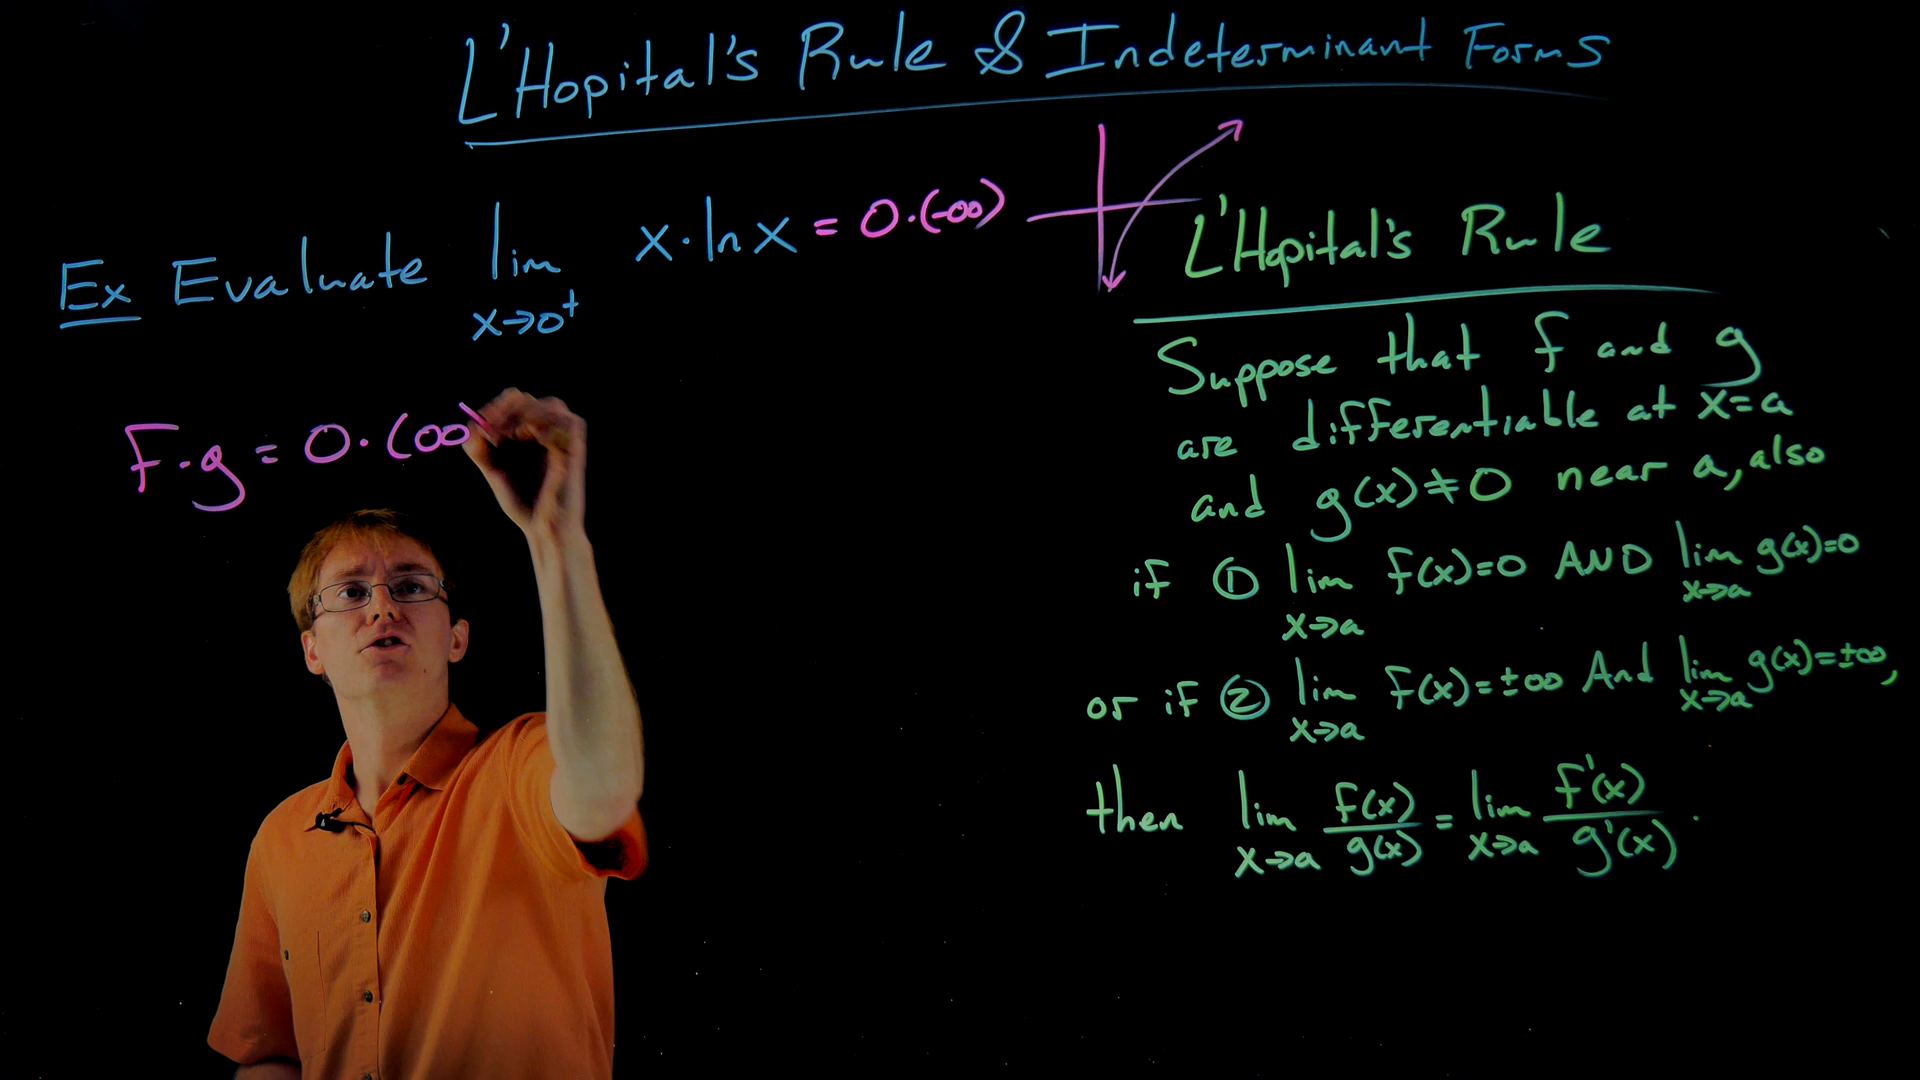 L'Hopital's Rule & Indeterminant Forms
Ex Evaluate lim x→0⁺ x·ln x = 0·(-∞)
F·g = 0·(∞)
L'Hopital's Rule
Suppose that f and g
are differentiable at x=a
and g(x)≠0 near a, also
if ① lim x→a f(x)=0 AND lim x→a g(x)=0
or if ② lim x→a f(x)=±∞ And lim x→a g(x)=±∞,
then lim x→a f(x)/g(x) = lim x→a f'(x)/g'(x).